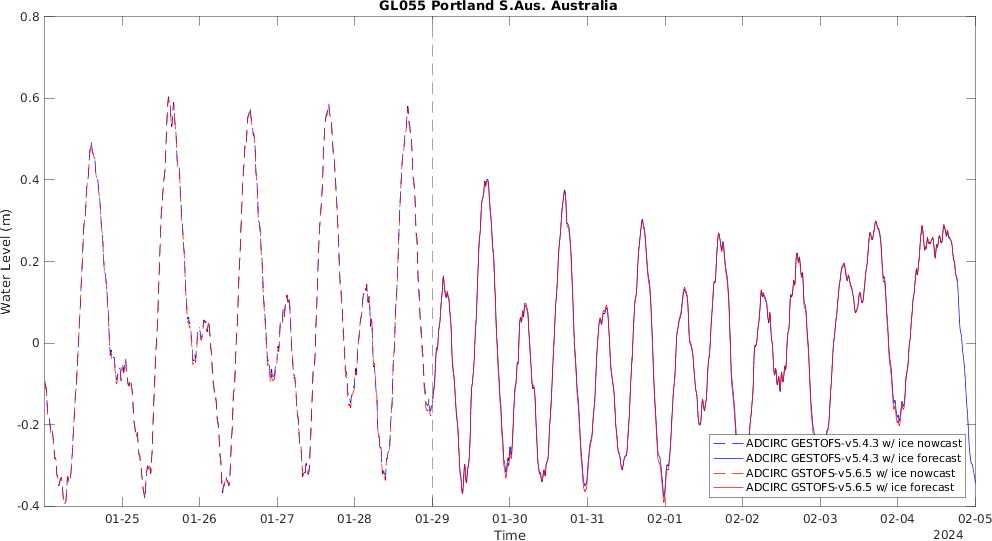 GL055 Portland S.Aus. Australia
0.8
0.6
0.4
0.2
0
-0.2
-0.4
Water Level (m)
ADCIRC GESTOFS-v5.4.3 w/ ice nowcast
ADCIRC GESTOFS-v5.4.3 w/ ice forecast
ADCIRC GSTOFS-v5.6.5 w/ ice nowcast
ADCIRC GSTOFS-v5.6.5 w/ ice forecast
01-25 01-26 01-27 01-28 01-29 01-30 01-31 02-01 02-02 02-03 02-04 02-05
Time
2024